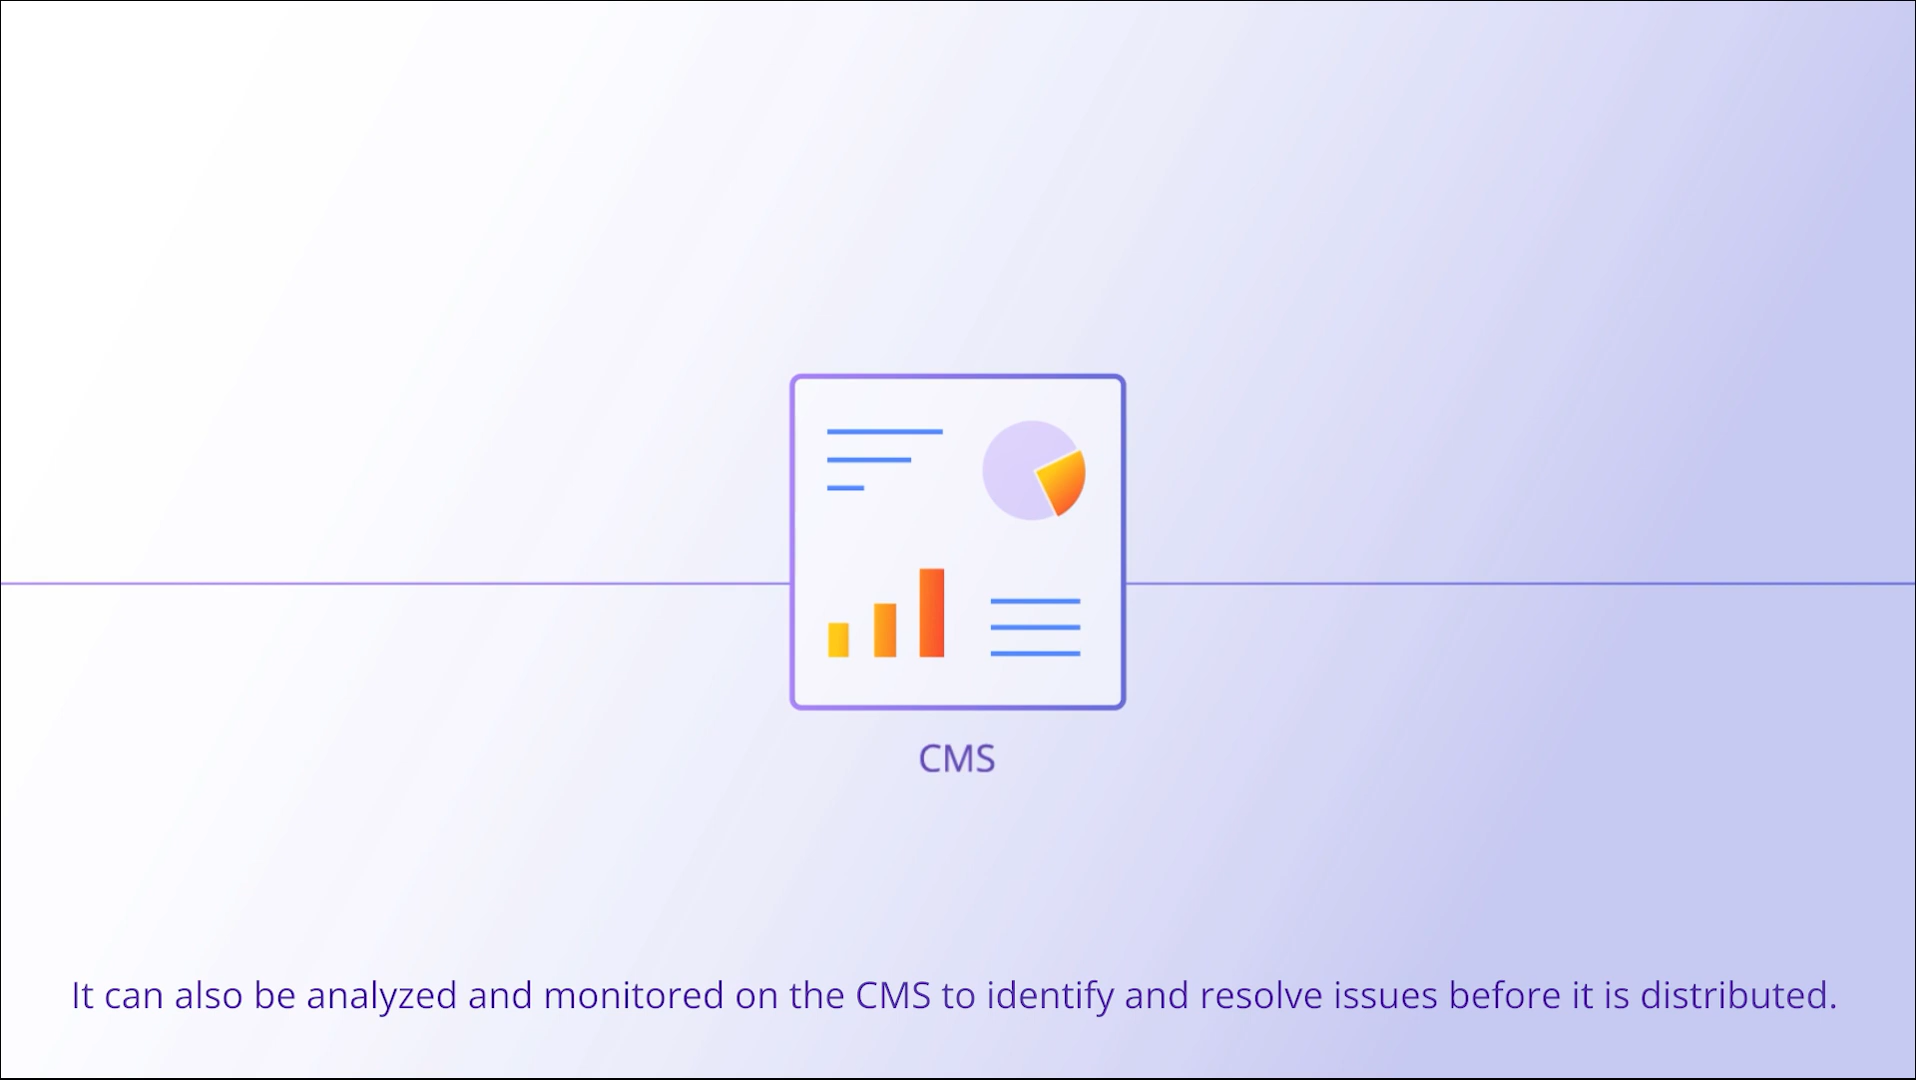 CMS
It can also be analyzed and monitored on the CMS to identify and resolve issues before it is distributed.